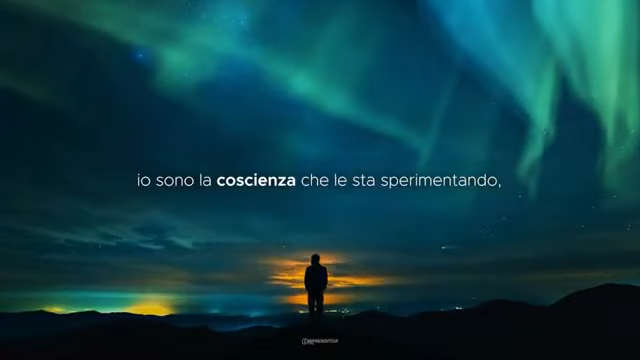 io sono la coscienza che le sta sperimentando,